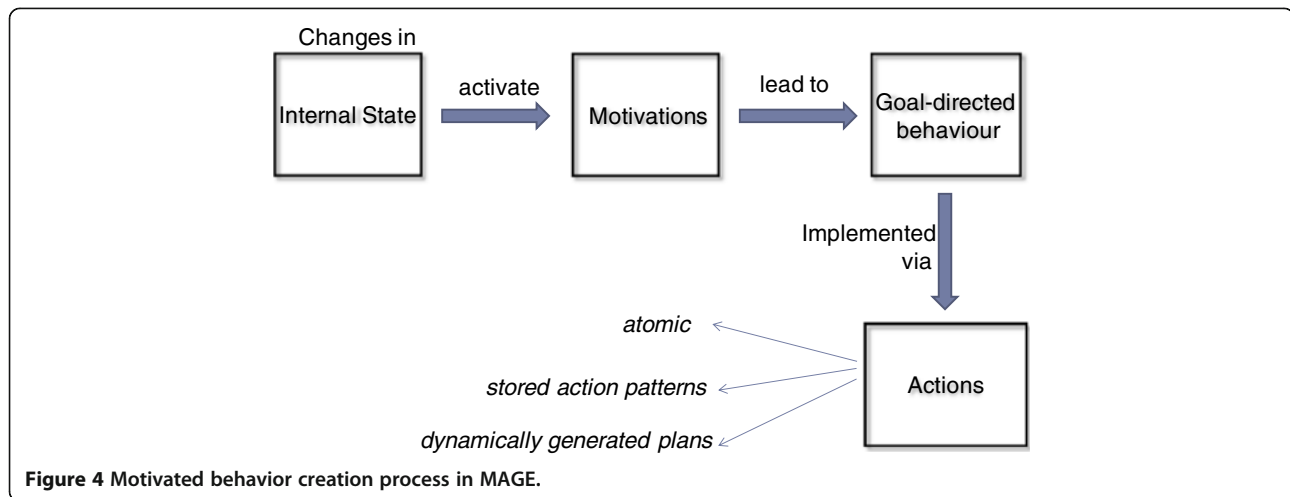 Changes in
Internal State
activate
Motivations
lead to
Goal-directed
behaviour
Implemented
via
atomic
stored action patterns
dynamically generated plans
Actions
Figure 4 Motivated behavior creation process in MAGE.